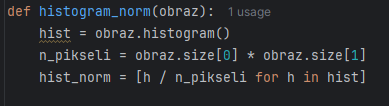 def histogram_norm(obraz): 1 usage
    hist = obraz.histogram()
    n_pikseli = obraz.size[0] * obraz.size[1]
    hist_norm = [h / n_pikseli for h in hist]